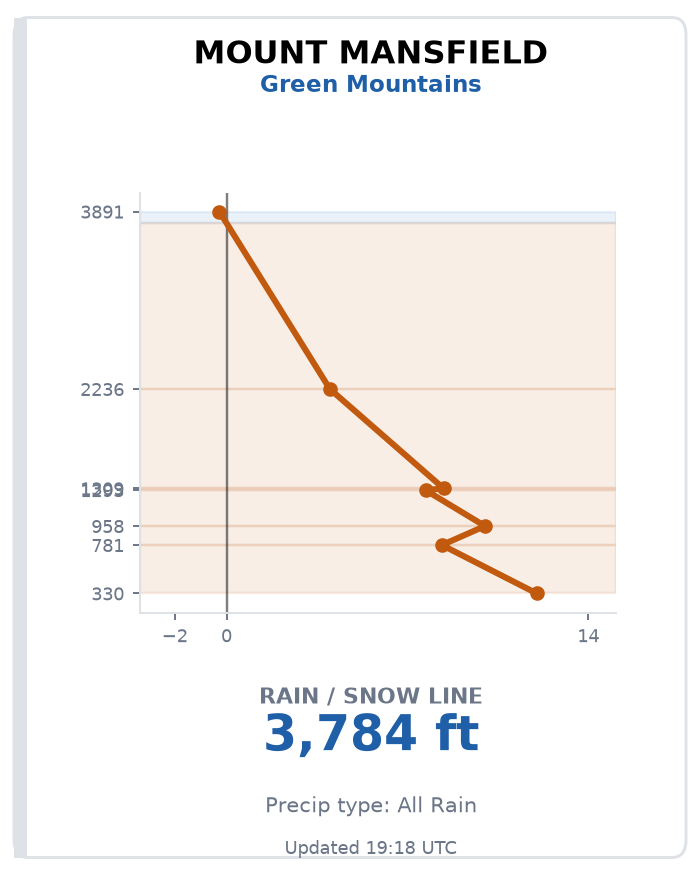 MOUNT MANSFIELD
Green Mountains
3891
2236
958
781
330
−2 0 14
RAIN / SNOW LINE
3,784 ft
Precip type: All Rain
Updated 19:18 UTC